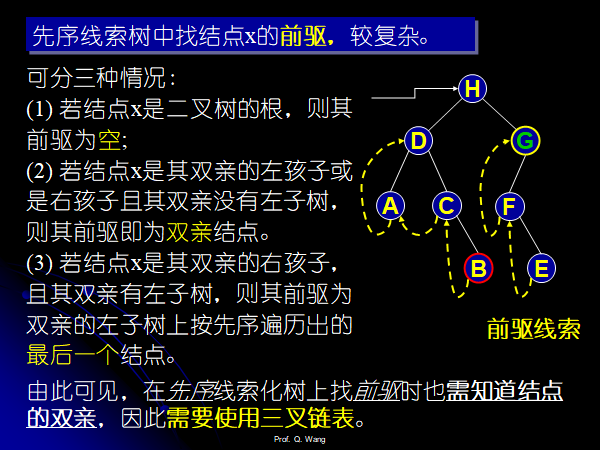 先序线索树中找结点x的前驱，较复杂。
可分三种情况：
(1) 若结点x是二叉树的根，则其
前驱为空;
(2) 若结点x是其双亲的左孩子或
是右孩子且其双亲没有左子树，
则其前驱即为双亲结点。
(3) 若结点x是其双亲的右孩子，
且其双亲有左子树，则其前驱为
双亲的左子树上按先序遍历出的
最后一个结点。
H
D
G
A
C
F
B
E
前驱线索
由此可见，在先序线索化树上找前驱时也需知道结点
的双亲，因此需要使用三叉链表。
Prof. Q. Wang